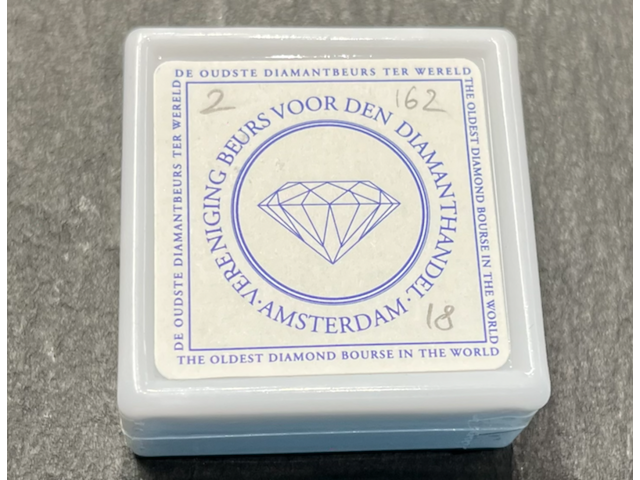 DE OUDSTE DIAMANTBEURS TER WERELD
THE OLDEST DIAMOND BOURSE IN THE WORLD
DE OUDSTE DIAMANTBEURS TER WERELD
THE OLDEST DIAMOND BOURSE IN THE WORLD
2
162
VERENIGING BEURS VOOR DEN DIAMANTHANDEL
· AMSTERDAM ·
18